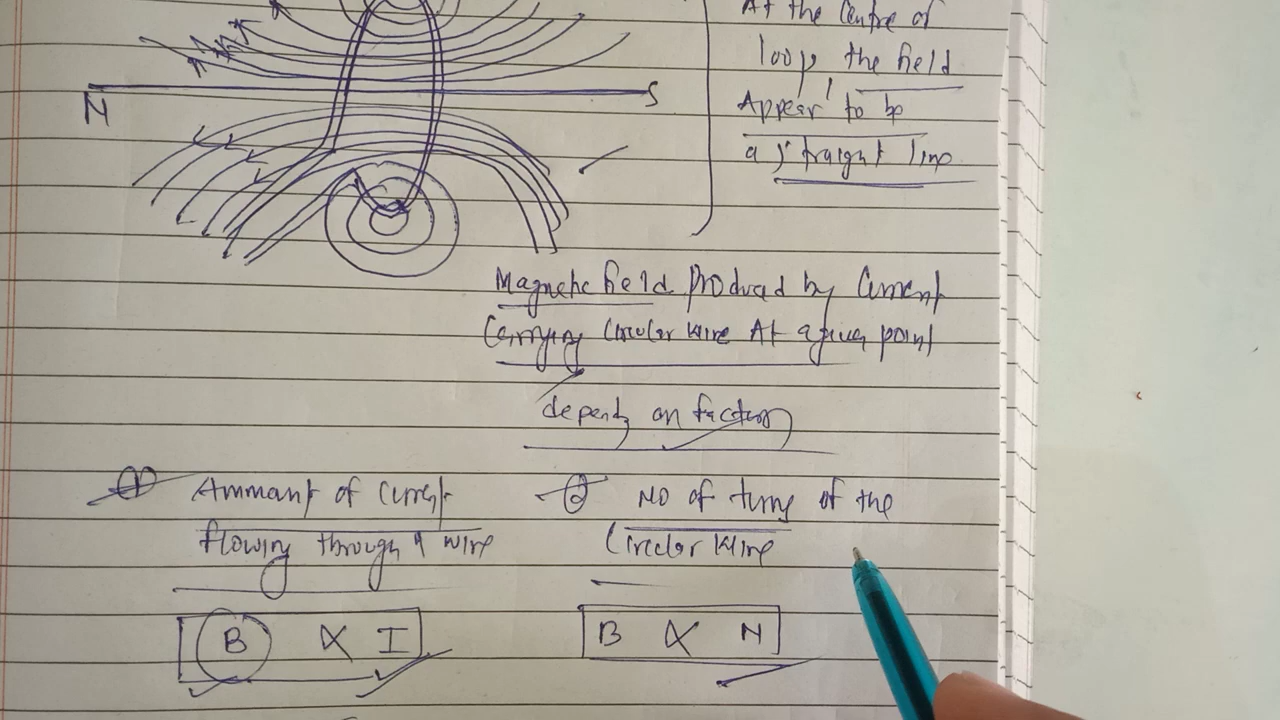 At the Centre of
loop, the field
Appear to be
a straight line
N
S
Magnetic field produced by Current
Carrying Circular wire At a given point
depends on factors
1 Ammant of Current
flowing through a wire
2 No of turns of the
Circular wire
B ∝ I
B ∝ N